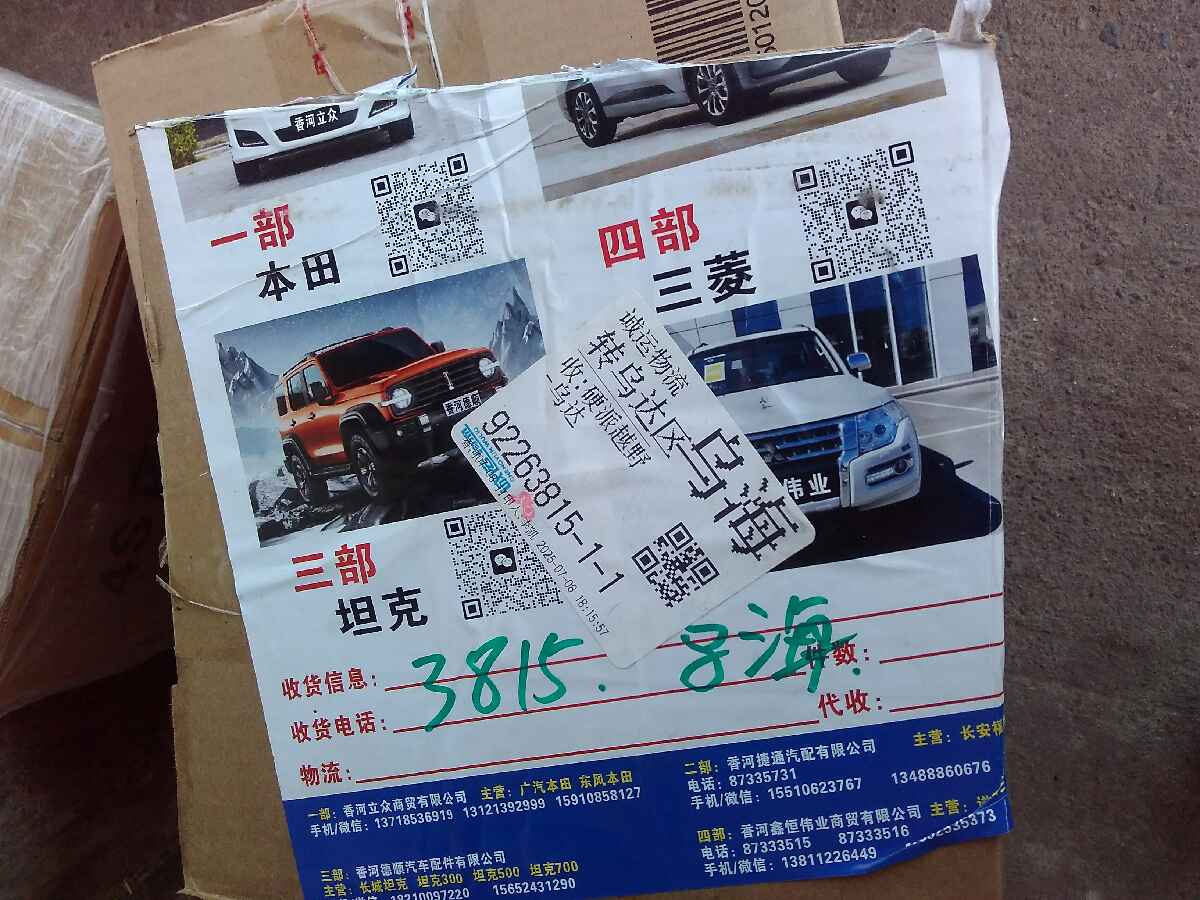 香河立众
一部
本田
四部
三菱
诚运物流
转乌达区
收:硬派越野
-乌达
乌海
92263815-1-1
18:15:57
伟业
三部
坦克
收货信息:
3815. 乌海.
件数:
收货电话:
代收:
物流:
一部:香河立众商贸有限公司 主营:广汽本田 东风本田
手机/微信:13718536919 13121392999 15910858127
二部:香河捷通汽配有限公司 主营:长安
电话:87335731
手机/微信:15510623767 13488860676
三部:香河德顺汽车配件有限公司
主营:长城坦克 坦克300 坦克500 坦克700
15652431290
四部:香河鑫恒伟业商贸有限公司 主营:
电话:87333515 87333516
手机/微信:13811226449